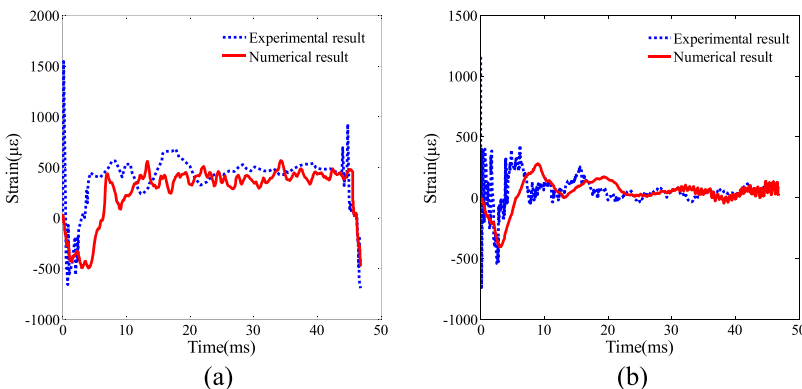 2000
1500
1000
500
0
-500
-1000
Strain(με)
Experimental result
Numerical result
0 10 20 30 40 50
Time(ms)
(a)
1500
1000
500
0
-500
-1000
Strain(με)
Experimental result
Numerical result
0 10 20 30 40 50
Time(ms)
(b)